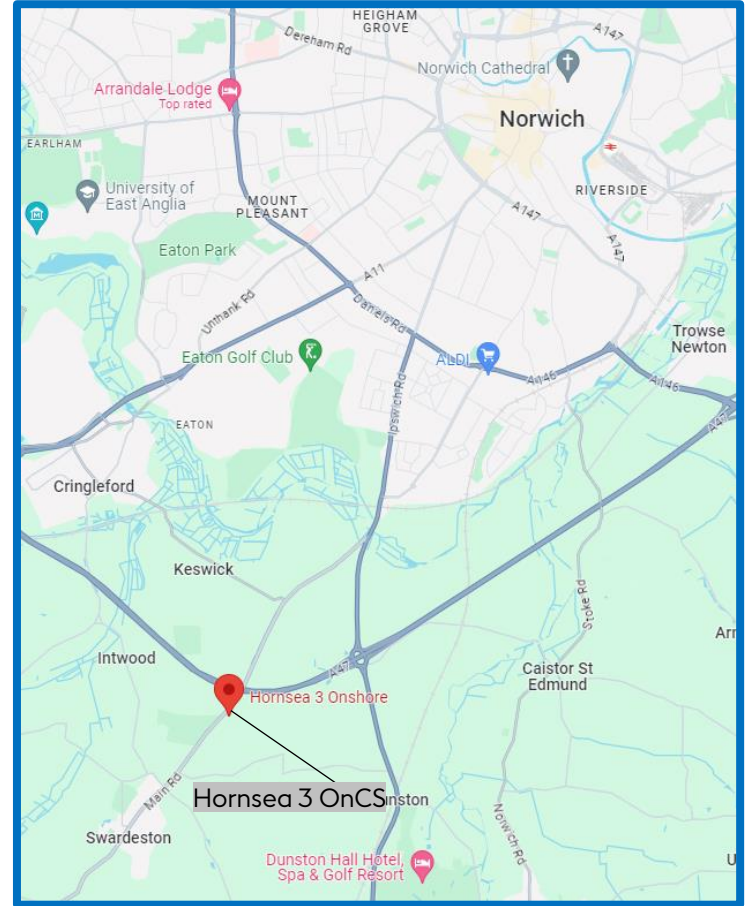 HEIGHAM
GROVE
Dereham Rd
A147
Norwich Cathedral
Arrandale Lodge
Top rated
Norwich
EARLHAM
University of
East Anglia
RIVERSIDE
MOUNT
PLEASANT
A147
A147
Eaton Park
A11
Unthank Rd
Daniels Rd
Trowse
Newton
Eaton Golf Club
ALDI
A146
A146
Ipswich Rd
A47
EATON
Cringleford
Keswick
Stoke Rd
Arr
Intwood
A47
Caistor St
Edmund
Hornsea 3 Onshore
Main Rd
Hornsea 3 OnCS
nston
Norwich Rd
Swardeston
Dunston Hall Hotel,
Spa & Golf Resort
U